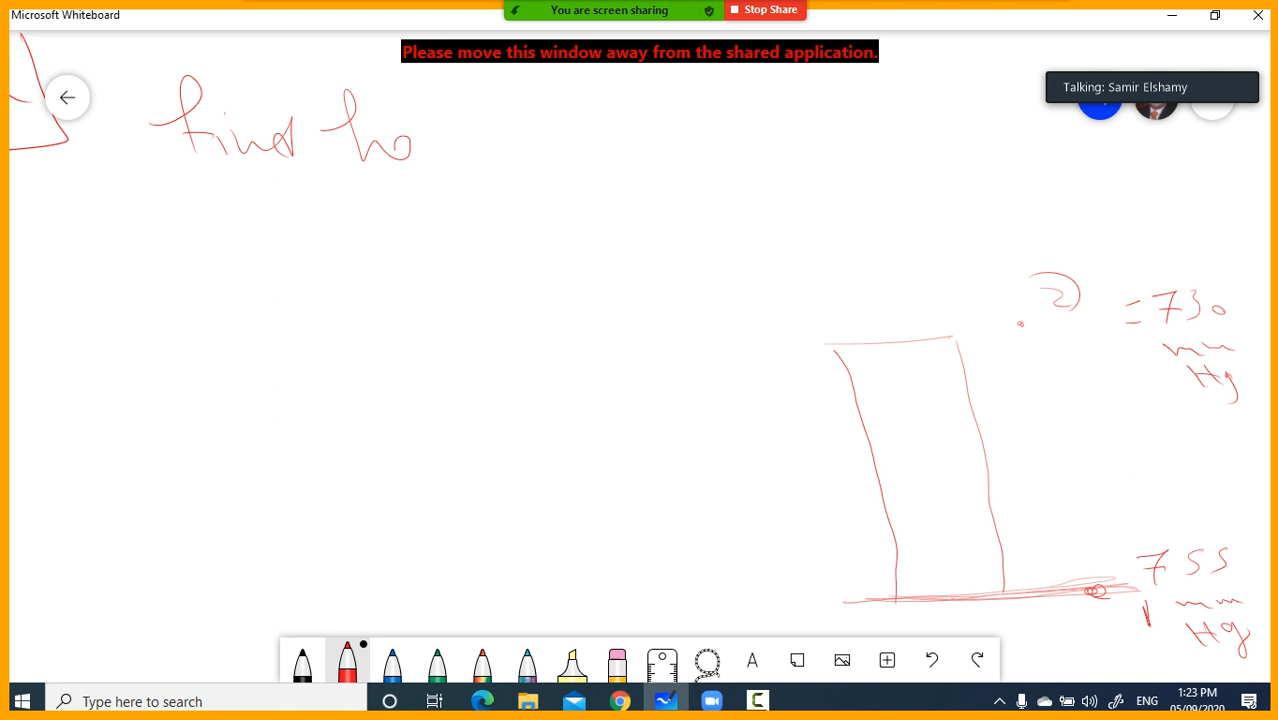 Microsoft Whiteboard
You are screen sharing
Stop Share
Please move this window away from the shared application.
Talking: Samir Elshamy
find ho
2
= 730
mm
Hg
755
1 mm
Hg
Type here to search
ENG
1:23 PM
05/09/2020